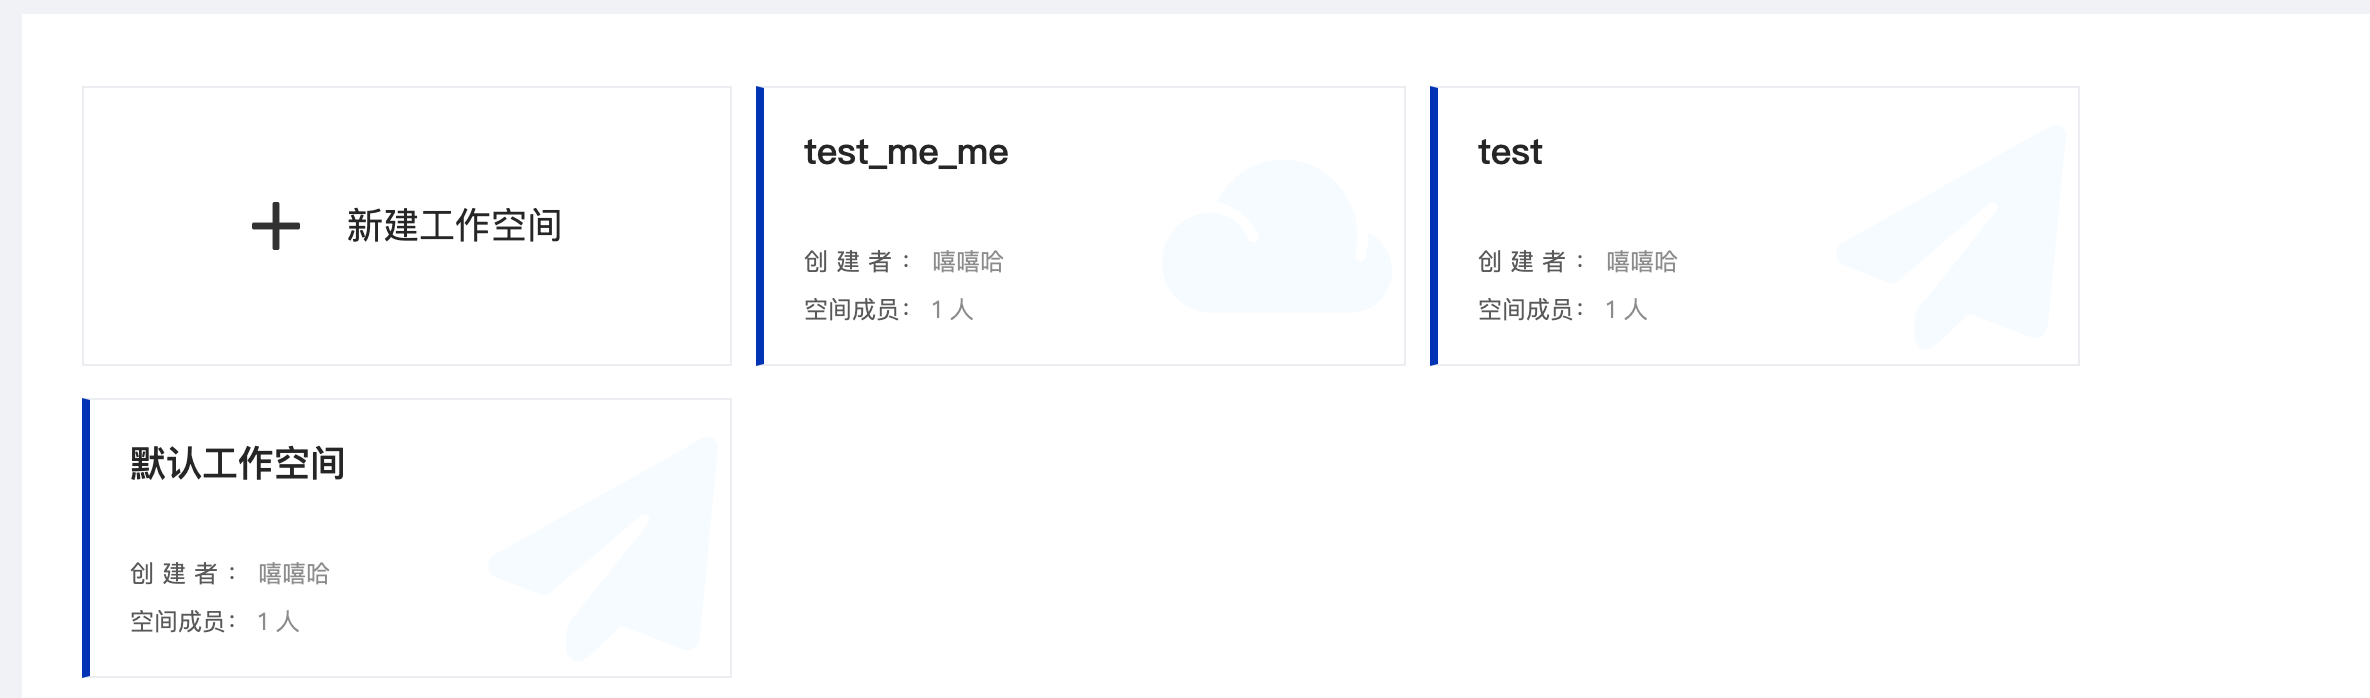 新建工作空间
test_me_me
创 建 者 ： 嘻嘻哈
空间成员： 1 人
test
创 建 者 ： 嘻嘻哈
空间成员： 1 人
默认工作空间
创 建 者 ： 嘻嘻哈
空间成员： 1 人